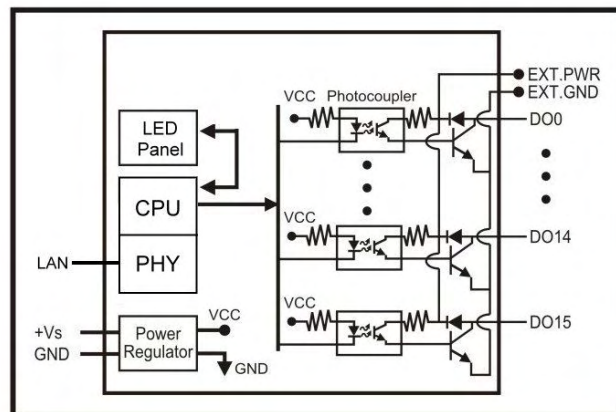 EXT.PWR
EXT.GND
Photocoupler
VCC
DO0
LED
Panel
CPU
VCC
DO14
LAN
PHY
VCC
+Vs
Power
Regulator
VCC
DO15
GND
GND